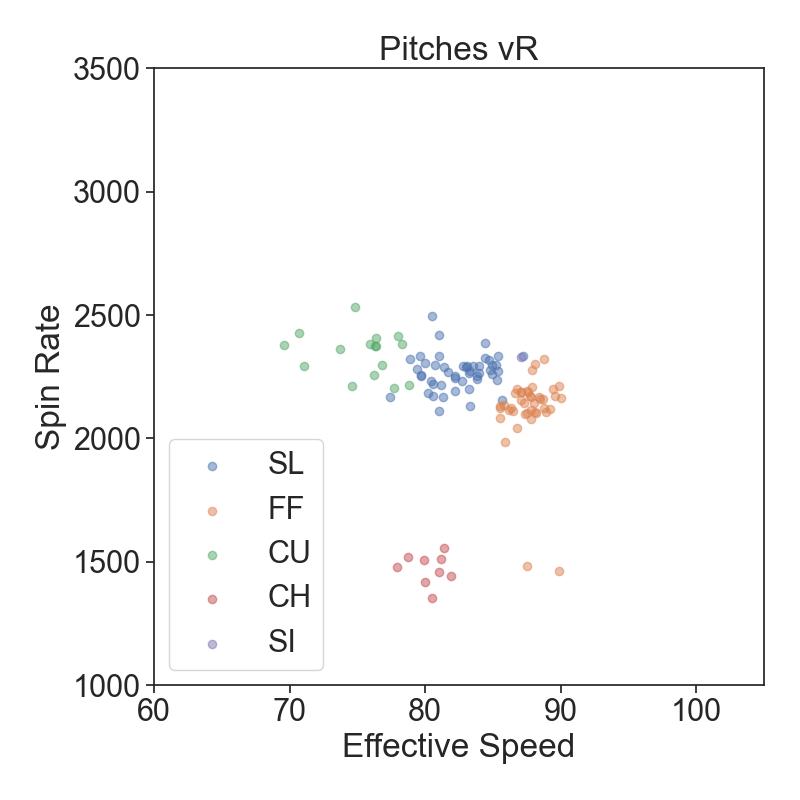 Pitches vR
3500
3000
2500
2000
1500
1000
Spin Rate
SL
FF
CU
CH
SI
60 70 80 90 100
Effective Speed